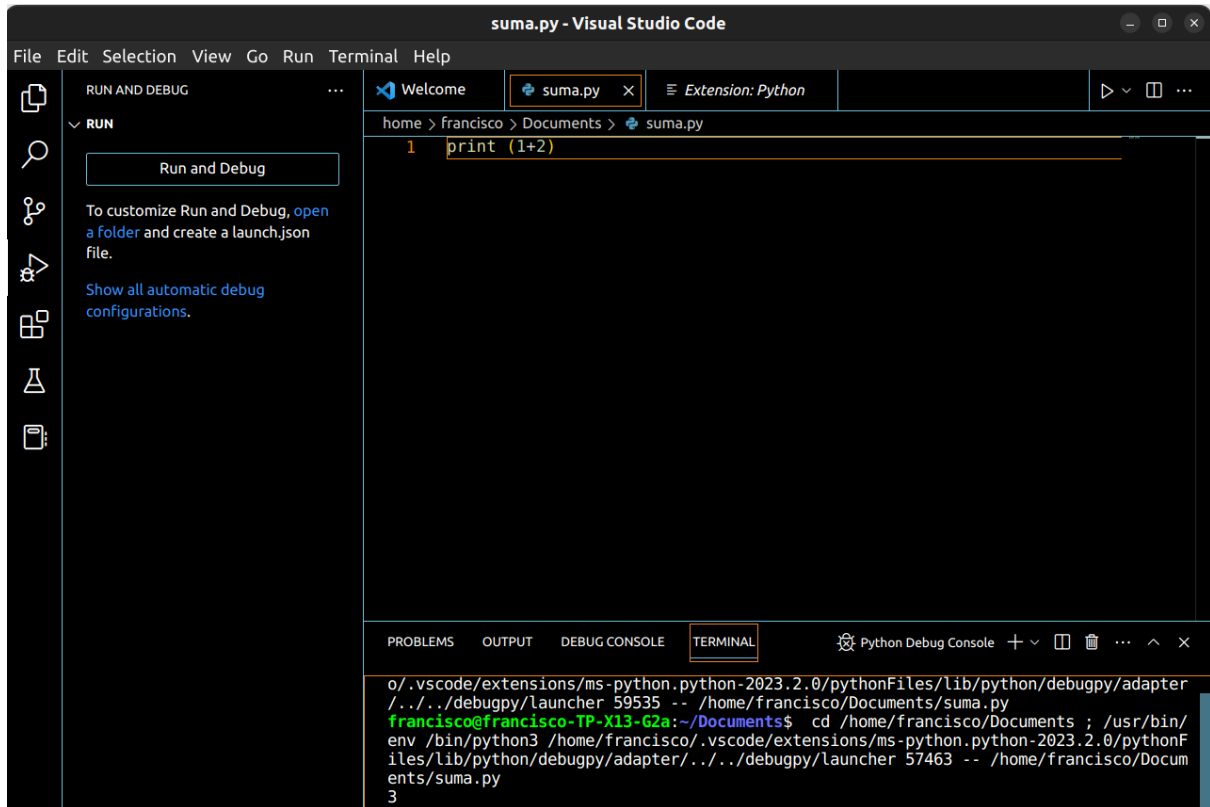 suma.py - Visual Studio Code
File Edit Selection View Go Run Terminal Help
RUN AND DEBUG
RUN
Run and Debug
To customize Run and Debug, open
a folder and create a launch.json
file.
Show all automatic debug
configurations.
Welcome suma.py Extension: Python
home > francisco > Documents > suma.py
1 print (1+2)
PROBLEMS OUTPUT DEBUG CONSOLE TERMINAL Python Debug Console
o/.vscode/extensions/ms-python.python-2023.2.0/pythonFiles/lib/python/debugpy/adapter
/../../debugpy/launcher 59535 -- /home/francisco/Documents/suma.py
francisco@francisco-TP-X13-G2a:~/Documents$ cd /home/francisco/Documents ; /usr/bin/
env /bin/python3 /home/francisco/.vscode/extensions/ms-python.python-2023.2.0/pythonF
iles/lib/python/debugpy/adapter/../../debugpy/launcher 57463 -- /home/francisco/Docum
ents/suma.py
3